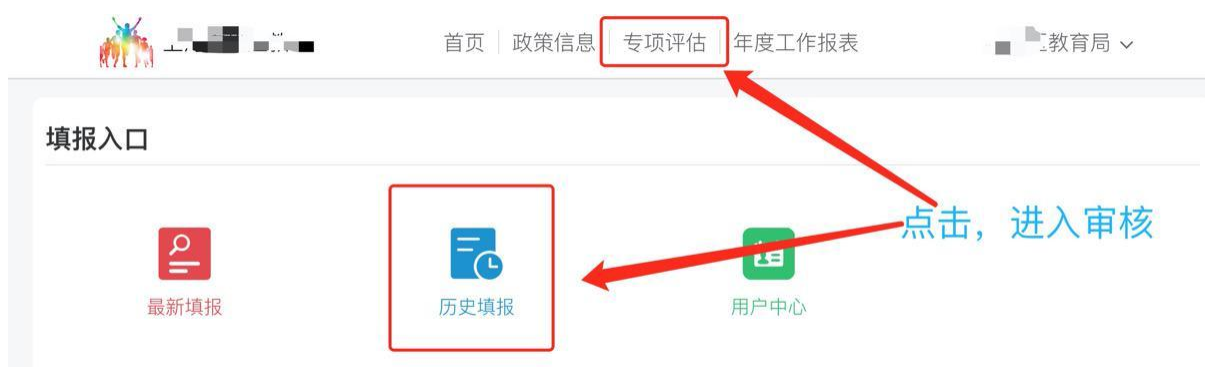 首页 政策信息 专项评估 年度工作报表 教育局
填报入口
点击，进入审核
最新填报 历史填报 用户中心